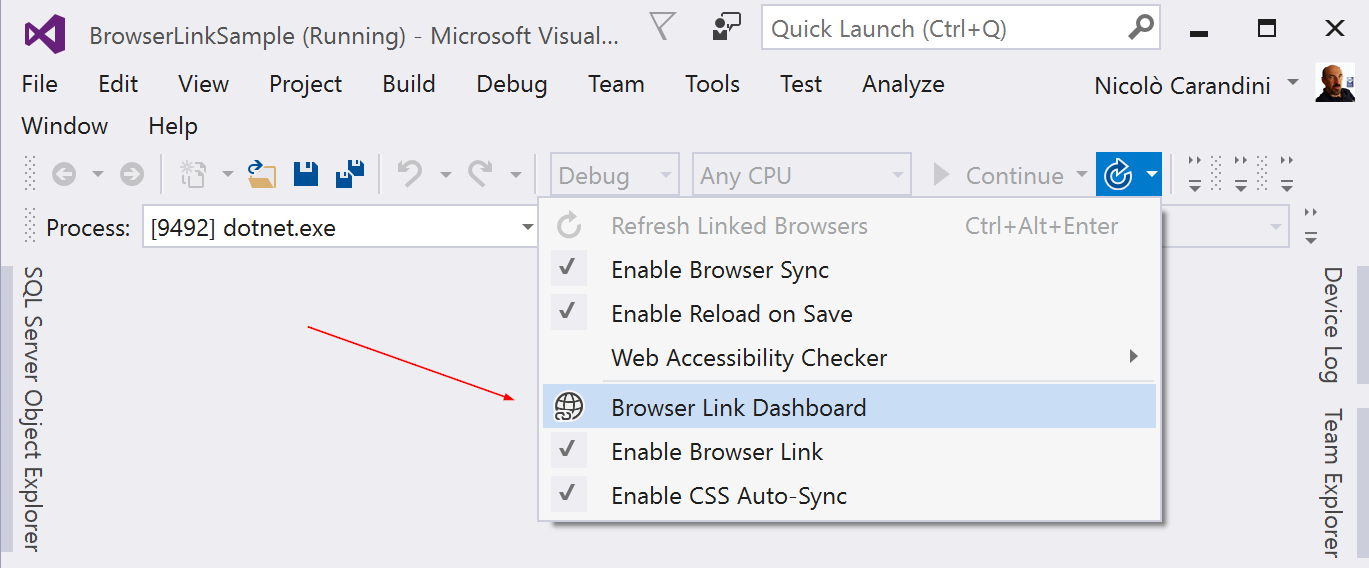 BrowserLinkSample (Running) - Microsoft Visual...
Quick Launch (Ctrl+Q)
File Edit View Project Build Debug Team Tools Test Analyze
Nicolò Carandini
Window Help
Debug
Any CPU
Continue
Process: [9492] dotnet.exe
Refresh Linked Browsers Ctrl+Alt+Enter
Enable Browser Sync
Enable Reload on Save
Web Accessibility Checker
Browser Link Dashboard
Enable Browser Link
Enable CSS Auto-Sync
SQL Server Object Explorer
Device Log
Team Explorer